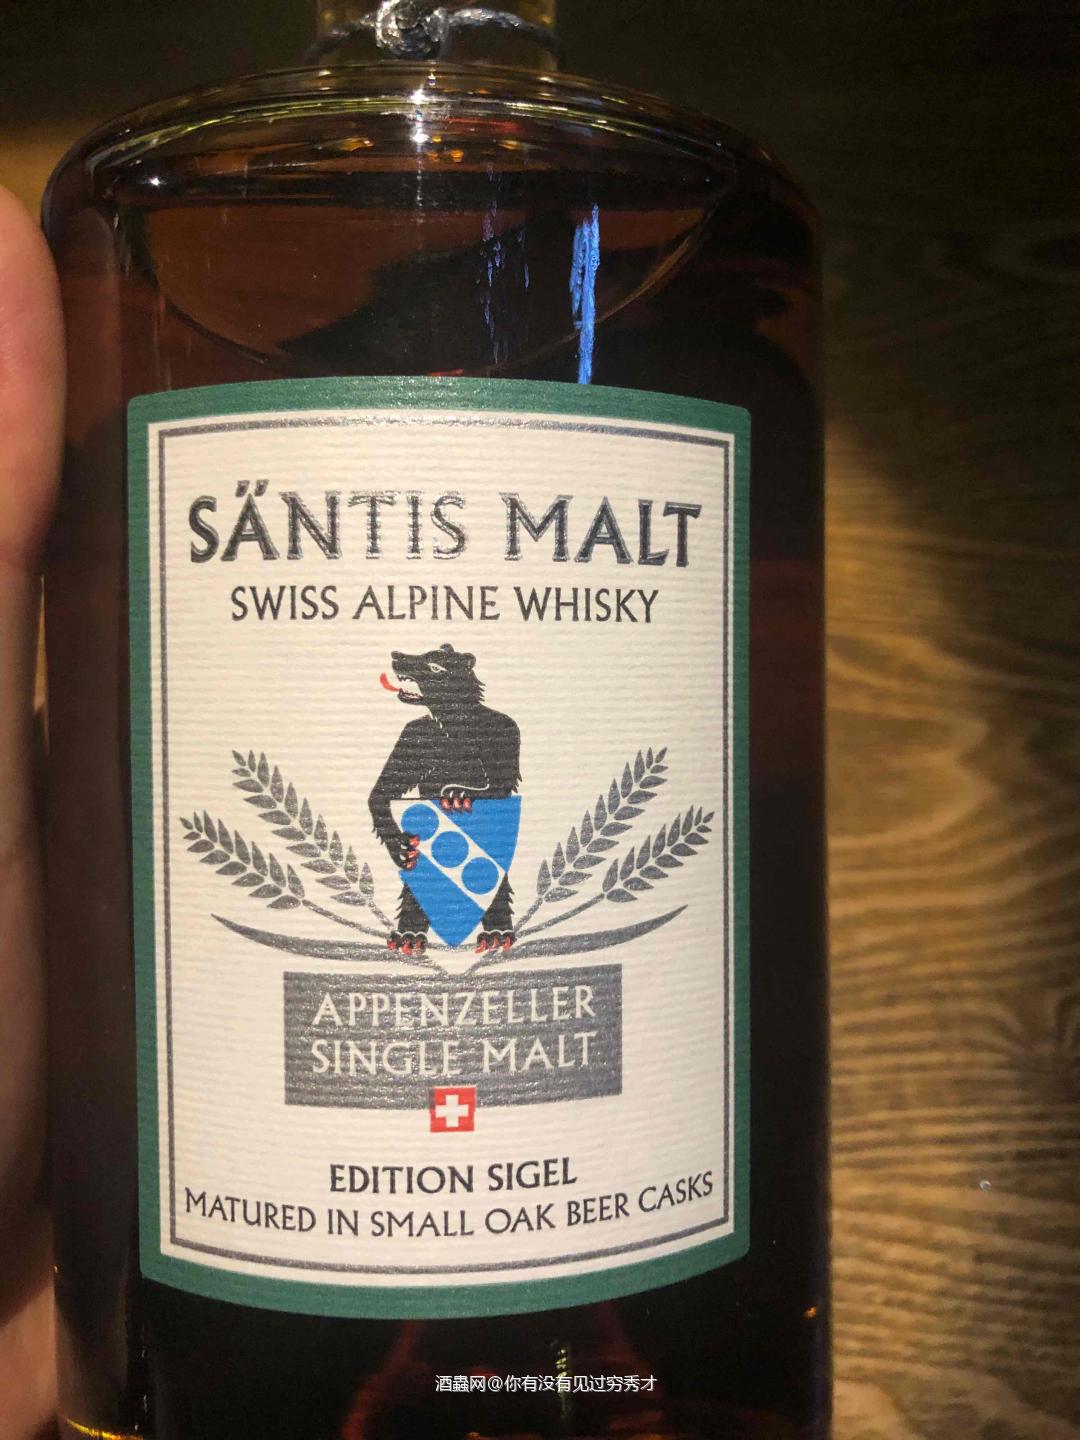 SÄNTIS MALT
SWISS ALPINE WHISKY
APPENZELLER
SINGLE MALT
EDITION SIGEL
MATURED IN SMALL OAK BEER CASKS
酒蟲网@你有没有见过穷秀才